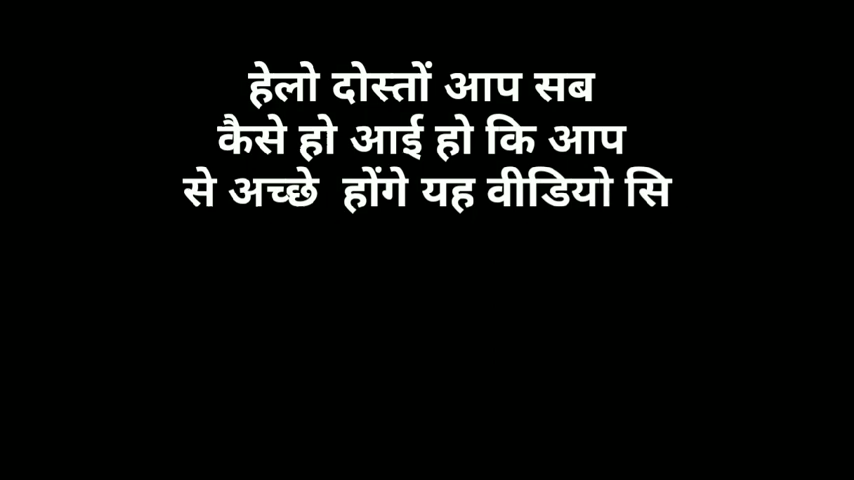 हेलो दोस्तों आप सब
कैसे हो आई हो कि आप
से अच्छे होंगे यह वीडियो सि